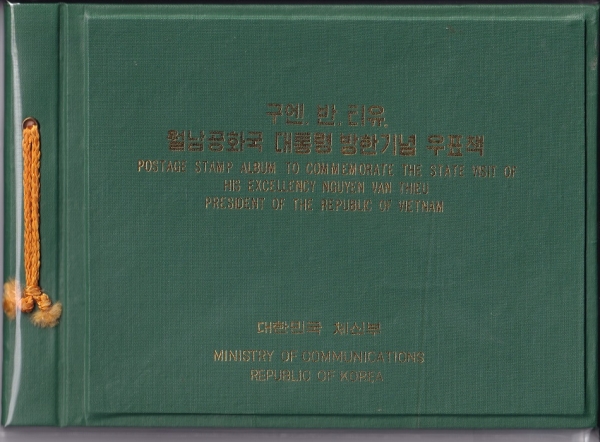 구엔. 반. 티유.
월남공화국 대통령 방한기념 우표책
POSTAGE STAMP ALBUM TO COMMEMORATE THE STATE VISIT OF
HIS EXCELLENCY NGUYEN VAN THIEU
PRESIDENT OF THE REPUBLIC OF VIETNAM
대한민국 체신부
MINISTRY OF COMMUNICATIONS
REPUBLIC OF KOREA